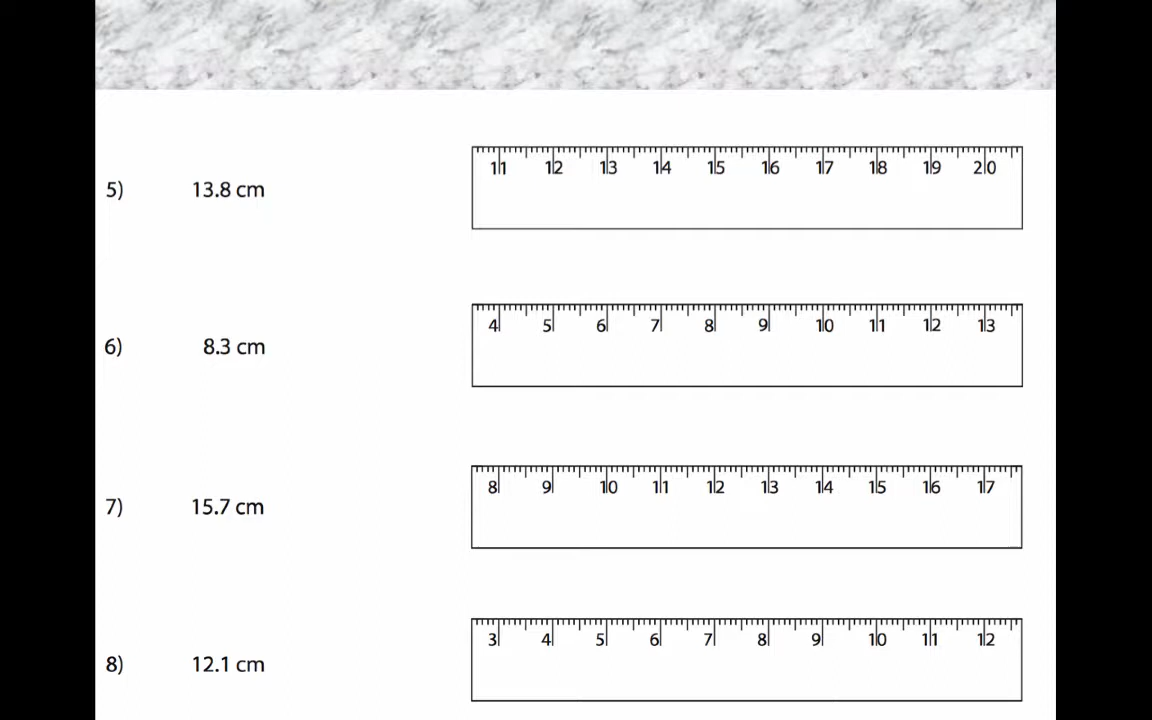 11 12 13 14 15 16 17 18 19 20
5) 13.8 cm
4 5 6 7 8 9 10 11 12 13
6) 8.3 cm
8 9 10 11 12 13 14 15 16 17
7) 15.7 cm
3 4 5 6 7 8 9 10 11 12
8) 12.1 cm